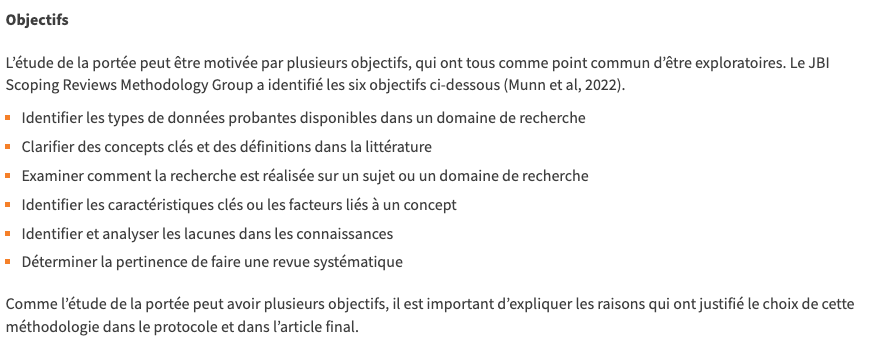 Objectifs
L'étude de la portée peut être motivée par plusieurs objectifs, qui ont tous comme point commun d'être exploratoires. Le JBI
Scoping Reviews Methodology Group a identifié les six objectifs ci-dessous (Munn et al, 2022).
Identifier les types de données probantes disponibles dans un domaine de recherche
Clarifier des concepts clés et des définitions dans la littérature
Examiner comment la recherche est réalisée sur un sujet ou un domaine de recherche
Identifier les caractéristiques clés ou les facteurs liés à un concept
Identifier et analyser les lacunes dans les connaissances
Déterminer la pertinence de faire une revue systématique
Comme l'étude de la portée peut avoir plusieurs objectifs, il est important d'expliquer les raisons qui ont justifié le choix de cette
méthodologie dans le protocole et dans l'article final.